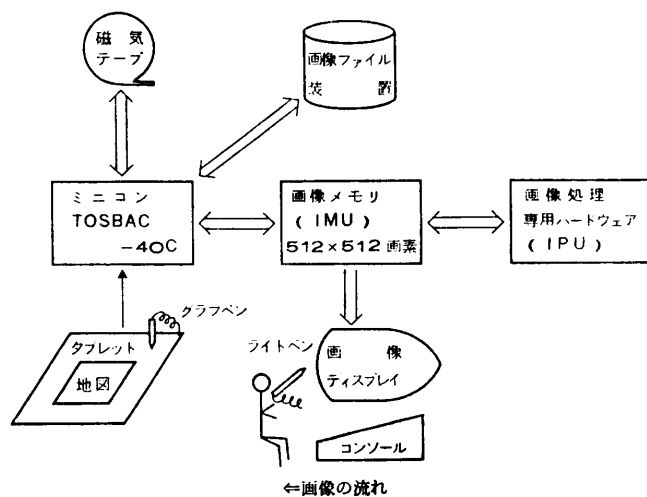 磁気
テープ
画像ファイル
装置
ミニコン
TOSBAC
-40C
画像メモリ
(IMU)
512×512画素
画像処理
専用ハードウェア
(IPU)
グラフペン
タブレット
地図
ライトペン
画像
ディスプレイ
コンソール
⇐画像の流れ